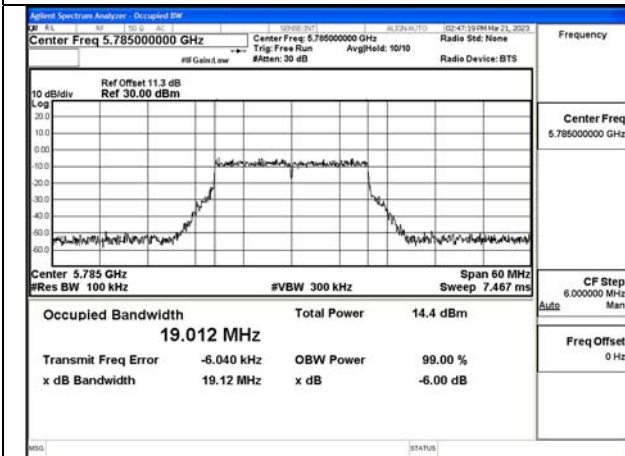 Agilent Spectrum Analyzer - Occupied BW
RL RF 50 Ω AC SENSE:INT ALIGN AUTO 02:47:19 PM Mar 21, 2023
Center Freq 5.785000000 GHz
Center Freq: 5.785000000 GHz
Radio Std: None
Trig: Free Run Avg|Hold: 10/10
#IFGain:Low #Atten: 30 dB Radio Device: BTS
Ref Offset 11.3 dB
10 dB/div Ref 30.00 dBm
Log
20.0
10.0
0.00
-10.0
-20.0
-30.0
-40.0
-50.0
-60.0
Center 5.785 GHz Span 60 MHz
#Res BW 100 kHz #VBW 300 kHz Sweep 7.467 ms
Occupied Bandwidth Total Power 14.4 dBm
19.012 MHz
Transmit Freq Error -6.040 kHz OBW Power 99.00 %
x dB Bandwidth 19.12 MHz x dB -6.00 dB
MSG STATUS
Frequency
Center Freq
5.785000000 GHz
CF Step
6.000000 MHz
Auto Man
Freq Offset
0 Hz